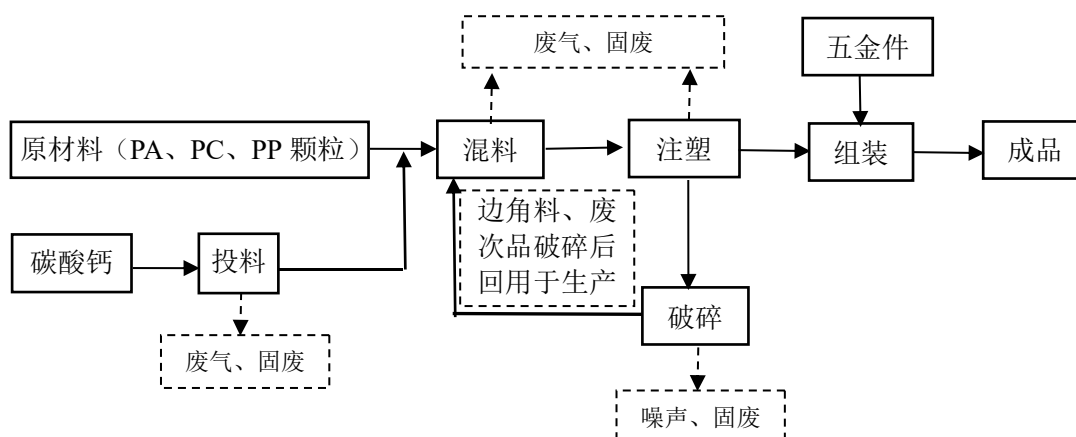 废气、固废
五金件
原材料（PA、PC、PP 颗粒）
混料
注塑
组装
成品
边角料、废
次品破碎后
回用于生产
碳酸钙
投料
破碎
废气、固废
噪声、固废